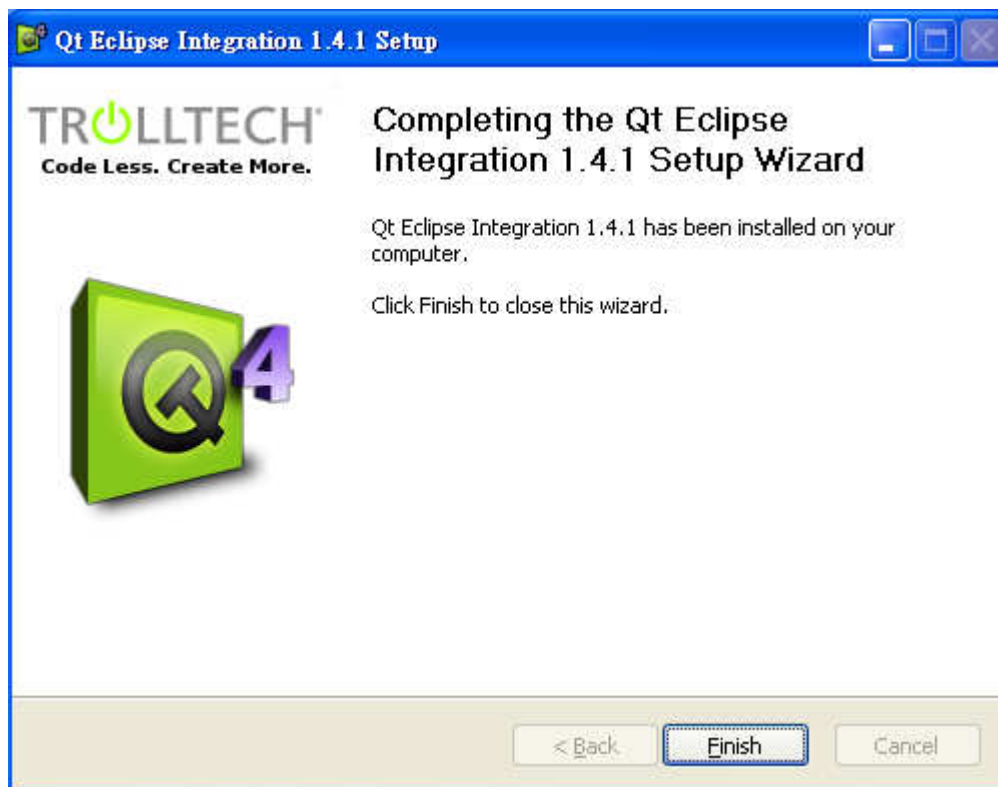 Qt Eclipse Integration 1.4.1 Setup
TROLLTECH®
Code Less. Create More.
Completing the Qt Eclipse
Integration 1.4.1 Setup Wizard
Qt Eclipse Integration 1.4.1 has been installed on your
computer.
Click Finish to close this wizard.
Qt 4
< Back
Finish
Cancel